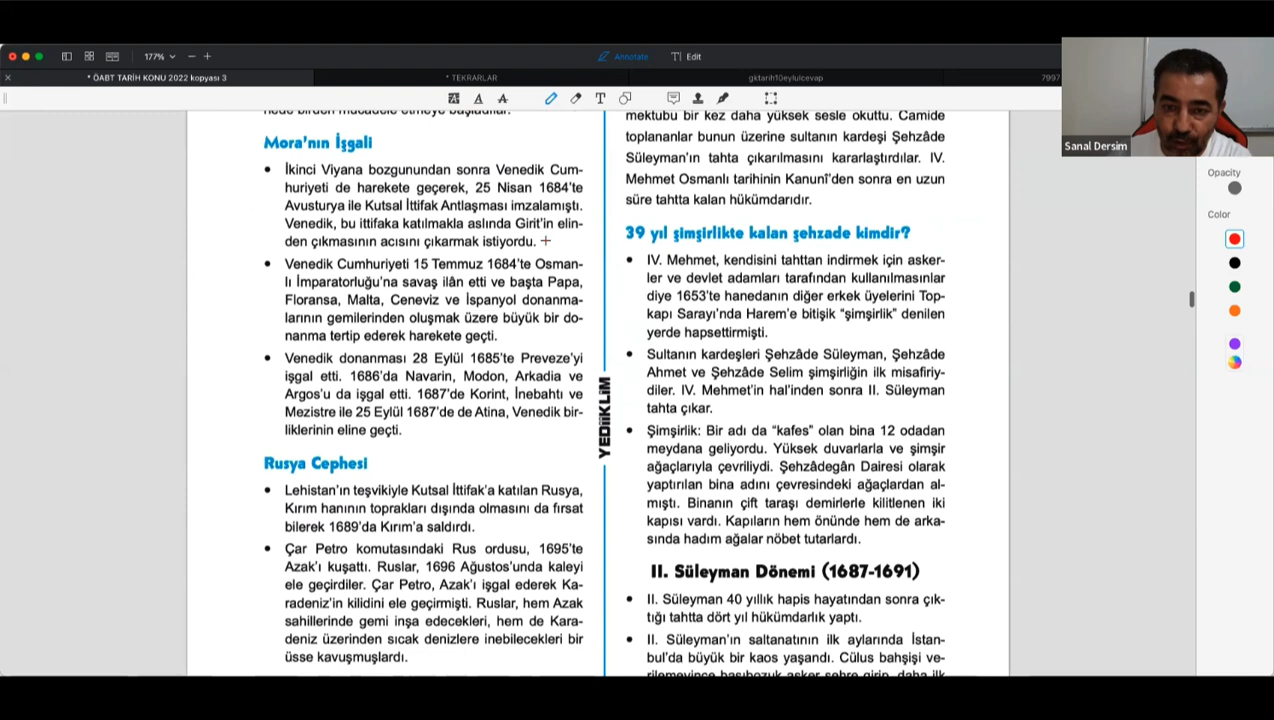 177%
Annotate
Edit
* ÖABT TARİH KONU 2022 kopyası 3
* TEKRARLAR
gktarih10eylulcevap
7997
Sanal Dersim
Opacity
Color
Mora'nın İşgali
İkinci Viyana bozgunundan sonra Venedik Cum-
huriyeti de harekete geçerek, 25 Nisan 1684'te
Avusturya ile Kutsal İttifak Antlaşması imzalamıştı.
Venedik, bu ittifaka katılmakla aslında Girit'in elin-
den çıkmasının acısını çıkarmak istiyordu.
Venedik Cumhuriyeti 15 Temmuz 1684'te Osman-
lı İmparatorluğu'na savaş ilân etti ve başta Papa,
Floransa, Malta, Ceneviz ve İspanyol donanma-
larının gemilerinden oluşmak üzere büyük bir do-
nanma tertip ederek harekete geçti.
Venedik donanması 28 Eylül 1685'te Preveze'yi
işgal etti. 1686'da Navarin, Modon, Arkadia ve
Argos'u da işgal etti. 1687'de Korint, İnebahtı ve
Mezistre ile 25 Eylül 1687'de de Atina, Venedik bir-
liklerinin eline geçti.
Rusya Cephesi
Lehistan'ın teşvikiyle Kutsal İttifak'a katılan Rusya,
Kırım hanının toprakları dışında olmasını da fırsat
bilerek 1689'da Kırım'a saldırdı.
Çar Petro komutasındaki Rus ordusu, 1695'te
Azak'ı kuşattı. Ruslar, 1696 Ağustos'unda kaleyi
ele geçirdiler. Çar Petro, Azak'ı işgal ederek Ka-
radeniz'in kilidini ele geçirmişti. Ruslar, hem Azak
sahillerinde gemi inşa edecekleri, hem de Kara-
deniz üzerinden sıcak denizlere inebilecekleri bir
üsse kavuşmuşlardı.
YEDİİKLİM
mektubu bir kez daha yüksek sesle okuttu. Camide
toplananlar bunun üzerine sultanın kardeşi Şehzâde
Süleyman'ın tahta çıkarılmasını kararlaştırdılar. IV.
Mehmet Osmanlı tarihinin Kanunî'den sonra en uzun
süre tahtta kalan hükümdarıdır.
39 yıl şimşirlikte kalan şehzade kimdir?
IV. Mehmet, kendisini tahttan indirmek için asker-
ler ve devlet adamları tarafından kullanılmasınlar
diye 1653'te hanedanın diğer erkek üyelerini Top-
kapı Sarayı'nda Harem'e bitişik "şimşirlik" denilen
yerde hapsettirmişti.
Sultanın kardeşleri Şehzâde Süleyman, Şehzâde
Ahmet ve Şehzâde Selim şimşirliğin ilk misafiriy-
diler. IV. Mehmet'in hal'inden sonra II. Süleyman
tahta çıkar.
Şimşirlik: Bir adı da "kafes" olan bina 12 odadan
meydana geliyordu. Yüksek duvarlarla ve şimşir
ağaçlarıyla çevriliydi. Şehzâdegân Dairesi olarak
yaptırılan bina adını çevresindeki ağaçlardan al-
mıştı. Binanın çift taraşı demirlerle kilitlenen iki
kapısı vardı. Kapıların hem önünde hem de arka-
sında hadım ağalar nöbet tutarlardı.
II. Süleyman Dönemi (1687-1691)
II. Süleyman 40 yıllık hapis hayatından sonra çık-
tığı tahtta dört yıl hükümdarlık yaptı.
II. Süleyman'ın saltanatının ilk aylarında İstan-
bul'da büyük bir kaos yaşandı. Cülus bahşişi ve-